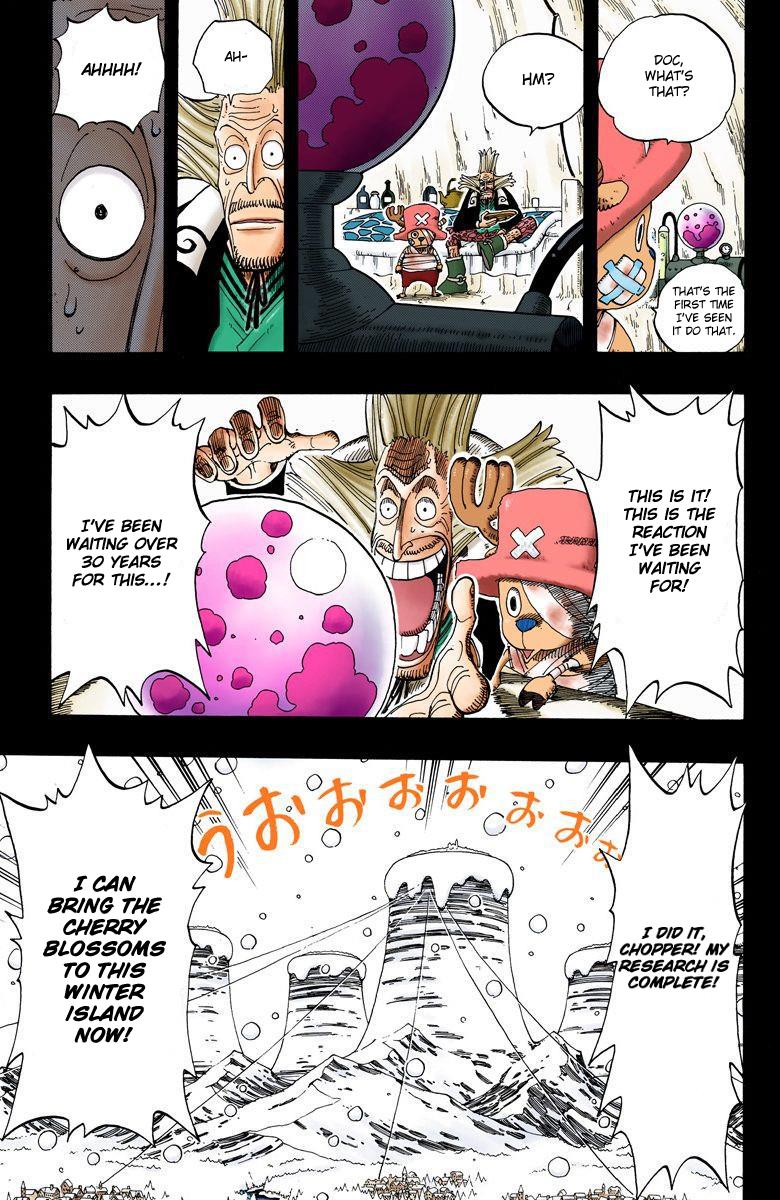 DOC,
WHAT'S
THAT?
THAT'S THE
FIRST TIME
I'VE SEEN
IT DO THAT.
HM?
AH-
AHHHH!
THIS IS IT!
THIS IS THE
REACTION
I'VE BEEN
WAITING
FOR!
I'VE BEEN
WAITING OVER
30 YEARS
FOR THIS...!
うおおおおおおお
I DID IT,
CHOPPER! MY
RESEARCH IS
COMPLETE!
I CAN
BRING THE
CHERRY
BLOSSOMS
TO THIS
WINTER
ISLAND
NOW!